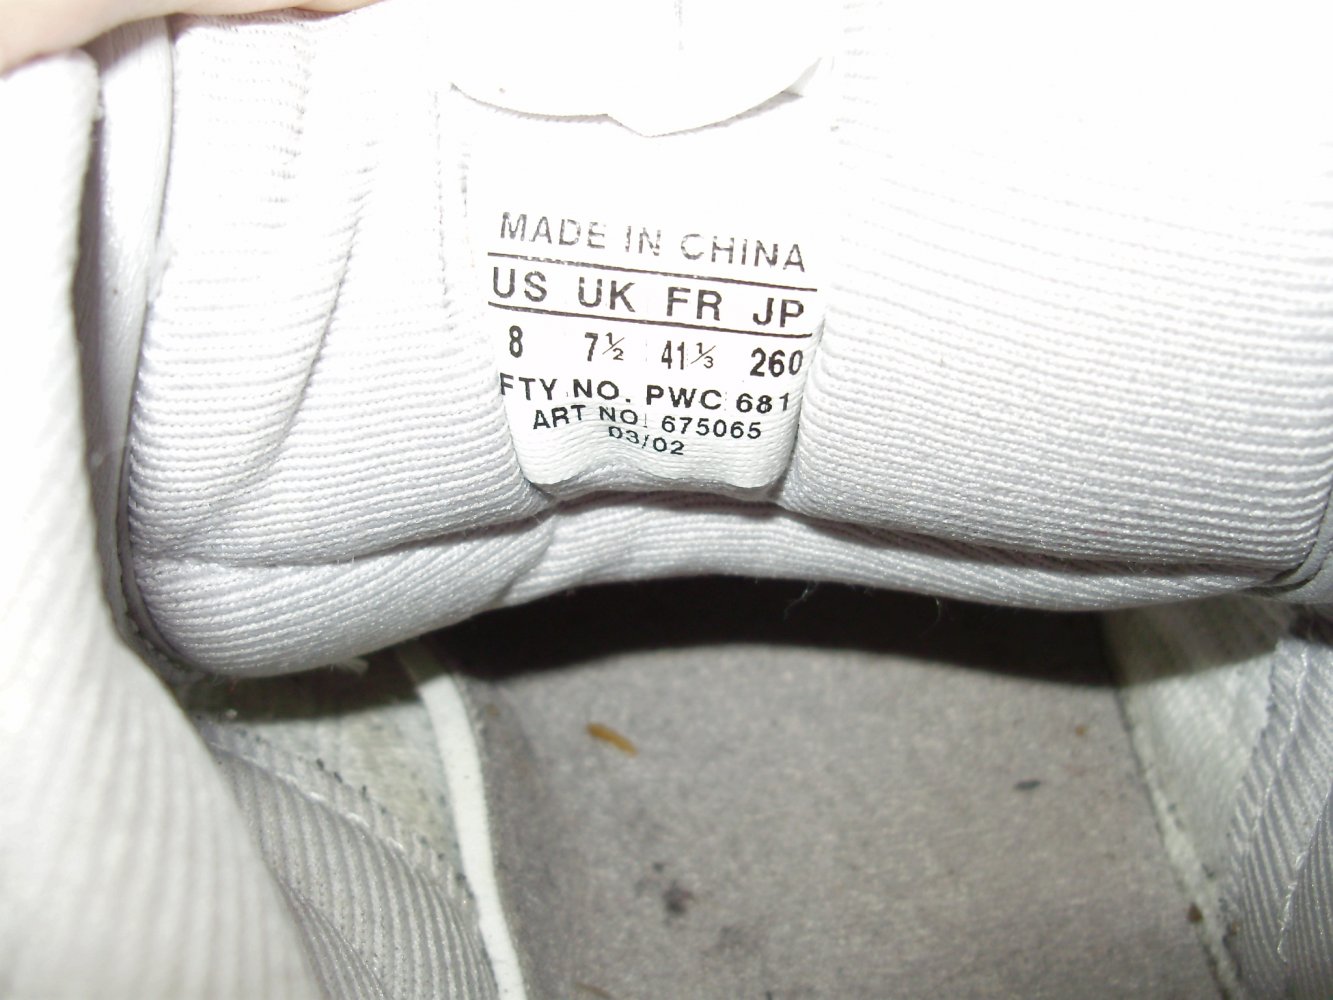 MADE IN CHINA
US UK FR JP
8 7½ 41⅓ 260
FTY NO. PWC 681
ART NO. 675065
03/02